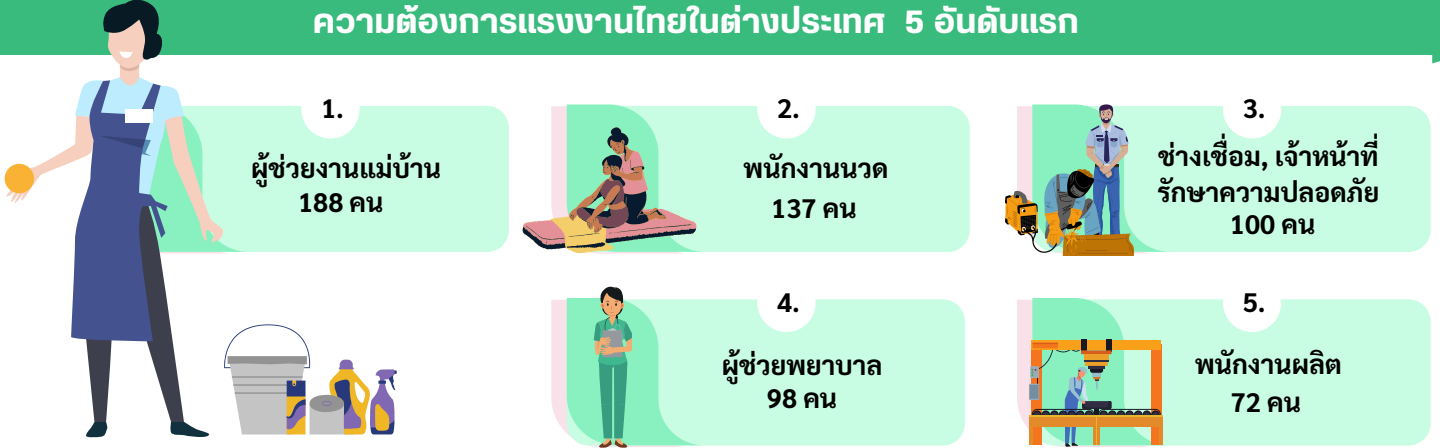 ความต้องการแรงงานไทยในต่างประเทศ 5 อันดับแรก
1.
ผู้ช่วยงานแม่บ้าน
188 คน
2.
พนักงานนวด
137 คน
3.
ช่างเชื่อม, เจ้าหน้าที่
รักษาความปลอดภัย
100 คน
4.
ผู้ช่วยพยาบาล
98 คน
5.
พนักงานผลิต
72 คน